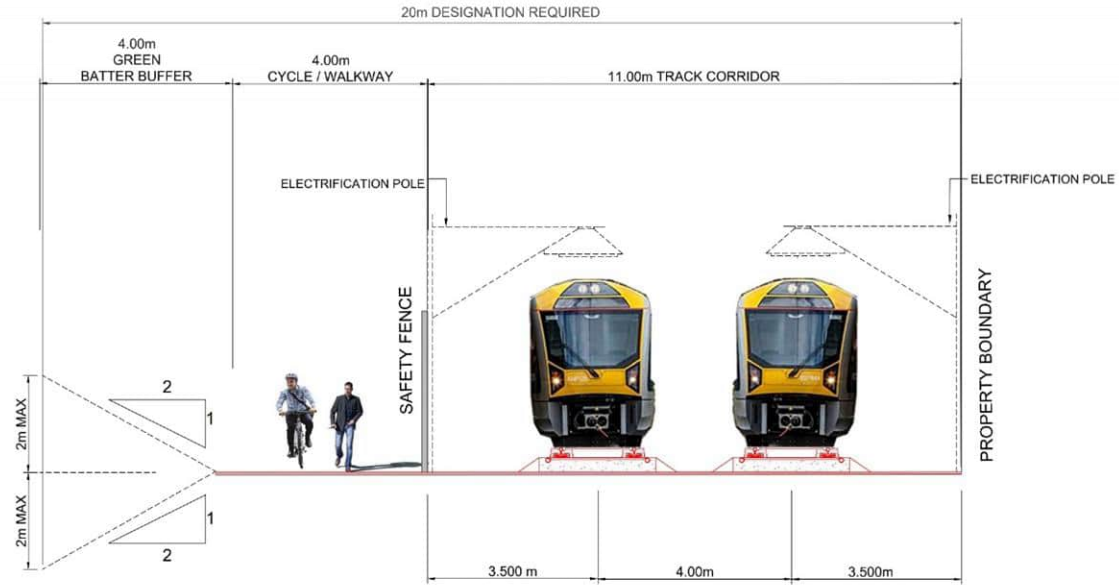 20m DESIGNATION REQUIRED
4.00m
GREEN
BATTER BUFFER
4.00m
CYCLE / WALKWAY
11.00m TRACK CORRIDOR
ELECTRIFICATION POLE
ELECTRIFICATION POLE
SAFETY FENCE
PROPERTY BOUNDARY
2m MAX
2
1
2m MAX
1
2
3.500 m
4.00m
3.500m